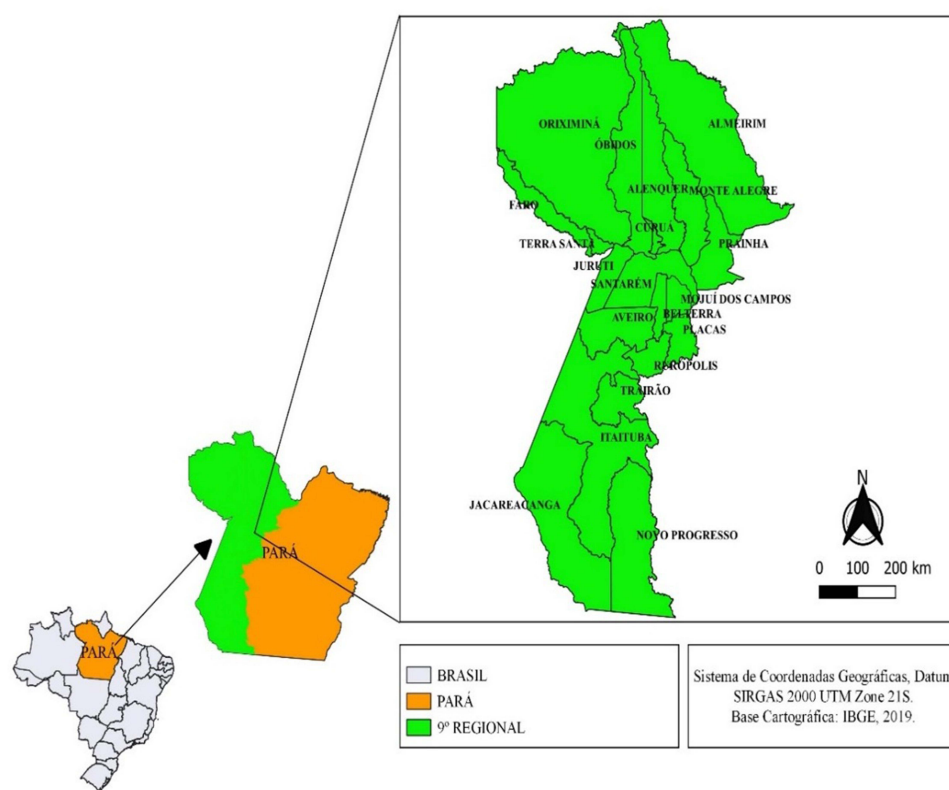 ORIXIMINÁ
ALMEIRIM
ÓBIDOS
ALENQUER
MONTE ALEGRE
FARO
CURUÁ
TERRA SANTA
PRAINHA
JURUTI
SANTARÉM
MOJUÍ DOS CAMPOS
AVEIRO
BELTERRA
PLACAS
RUROPOLIS
TRAIRÃO
ITAITUBA
JACAREACANGA
NOVO PROGRESSO
N
0 100 200 km
PARÁ
PARÁ
BRASIL
PARÁ
9º REGIONAL
Sistema de Coordenadas Geográficas, Datun
SIRGAS 2000 UTM Zone 21S.
Base Cartográfica: IBGE, 2019.